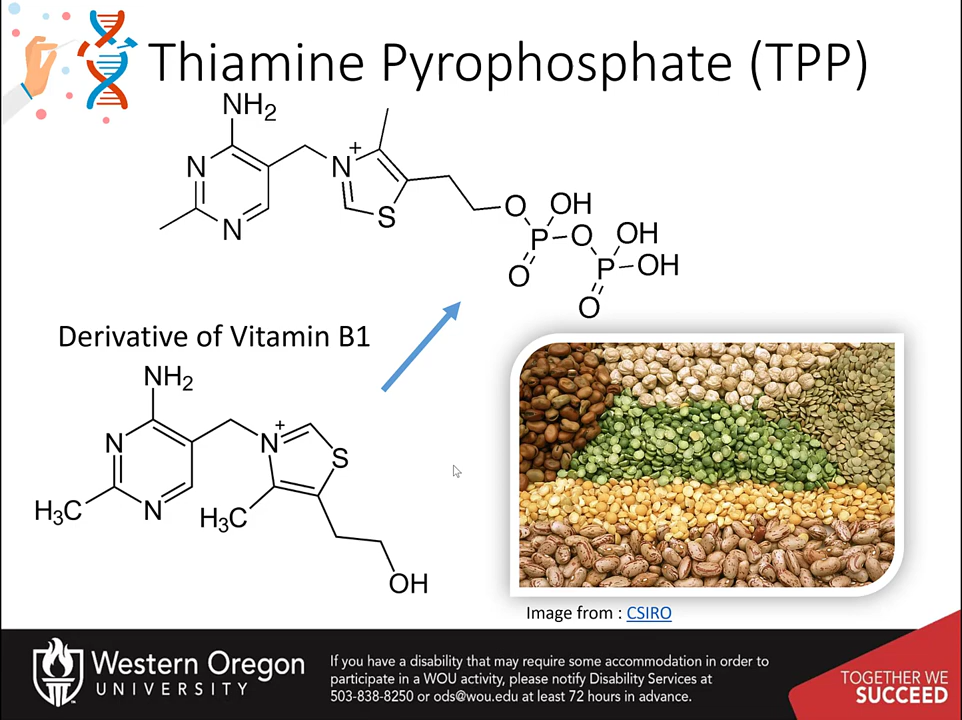 Thiamine Pyrophosphate (TPP)
NH2
N
N
N
+
S
O
OH
P
O
O
OH
P
OH
O
Derivative of Vitamin B1
NH2
N
N
H3C
N
+
S
H3C
OH
Image from : CSIRO
Western Oregon
UNIVERSITY
If you have a disability that may require some accommodation in order to
participate in a WOU activity, please notify Disability Services at
503-838-8250 or ods@wou.edu at least 72 hours in advance.
TOGETHER WE
SUCCEED